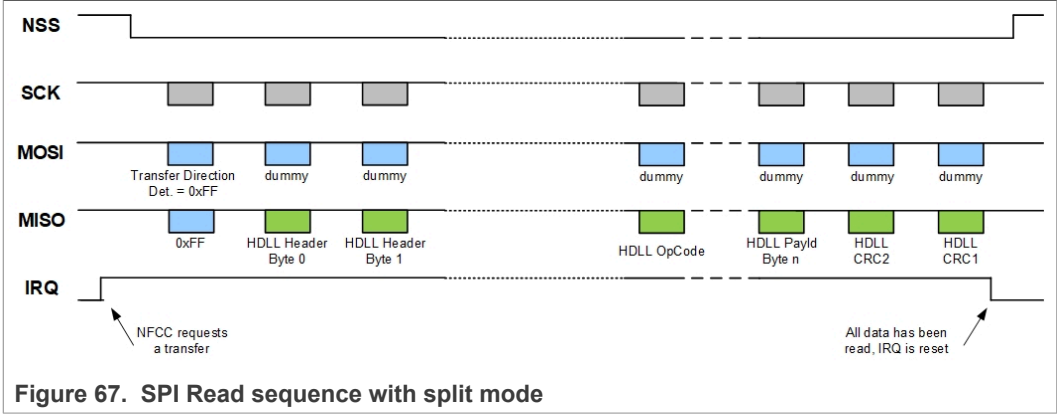 NSS
SCK
MOSI
Transfer Direction
Det. = 0xFF
dummy
dummy
dummy
dummy
dummy
dummy
MISO
0xFF
HDLL Header
Byte 0
HDLL Header
Byte 1
HDLL OpCode
HDLL Payld
Byte n
HDLL
CRC2
HDLL
CRC1
IRQ
NFCC requests
a transfer
All data has been
read, IRQ is reset
Figure 67. SPI Read sequence with split mode